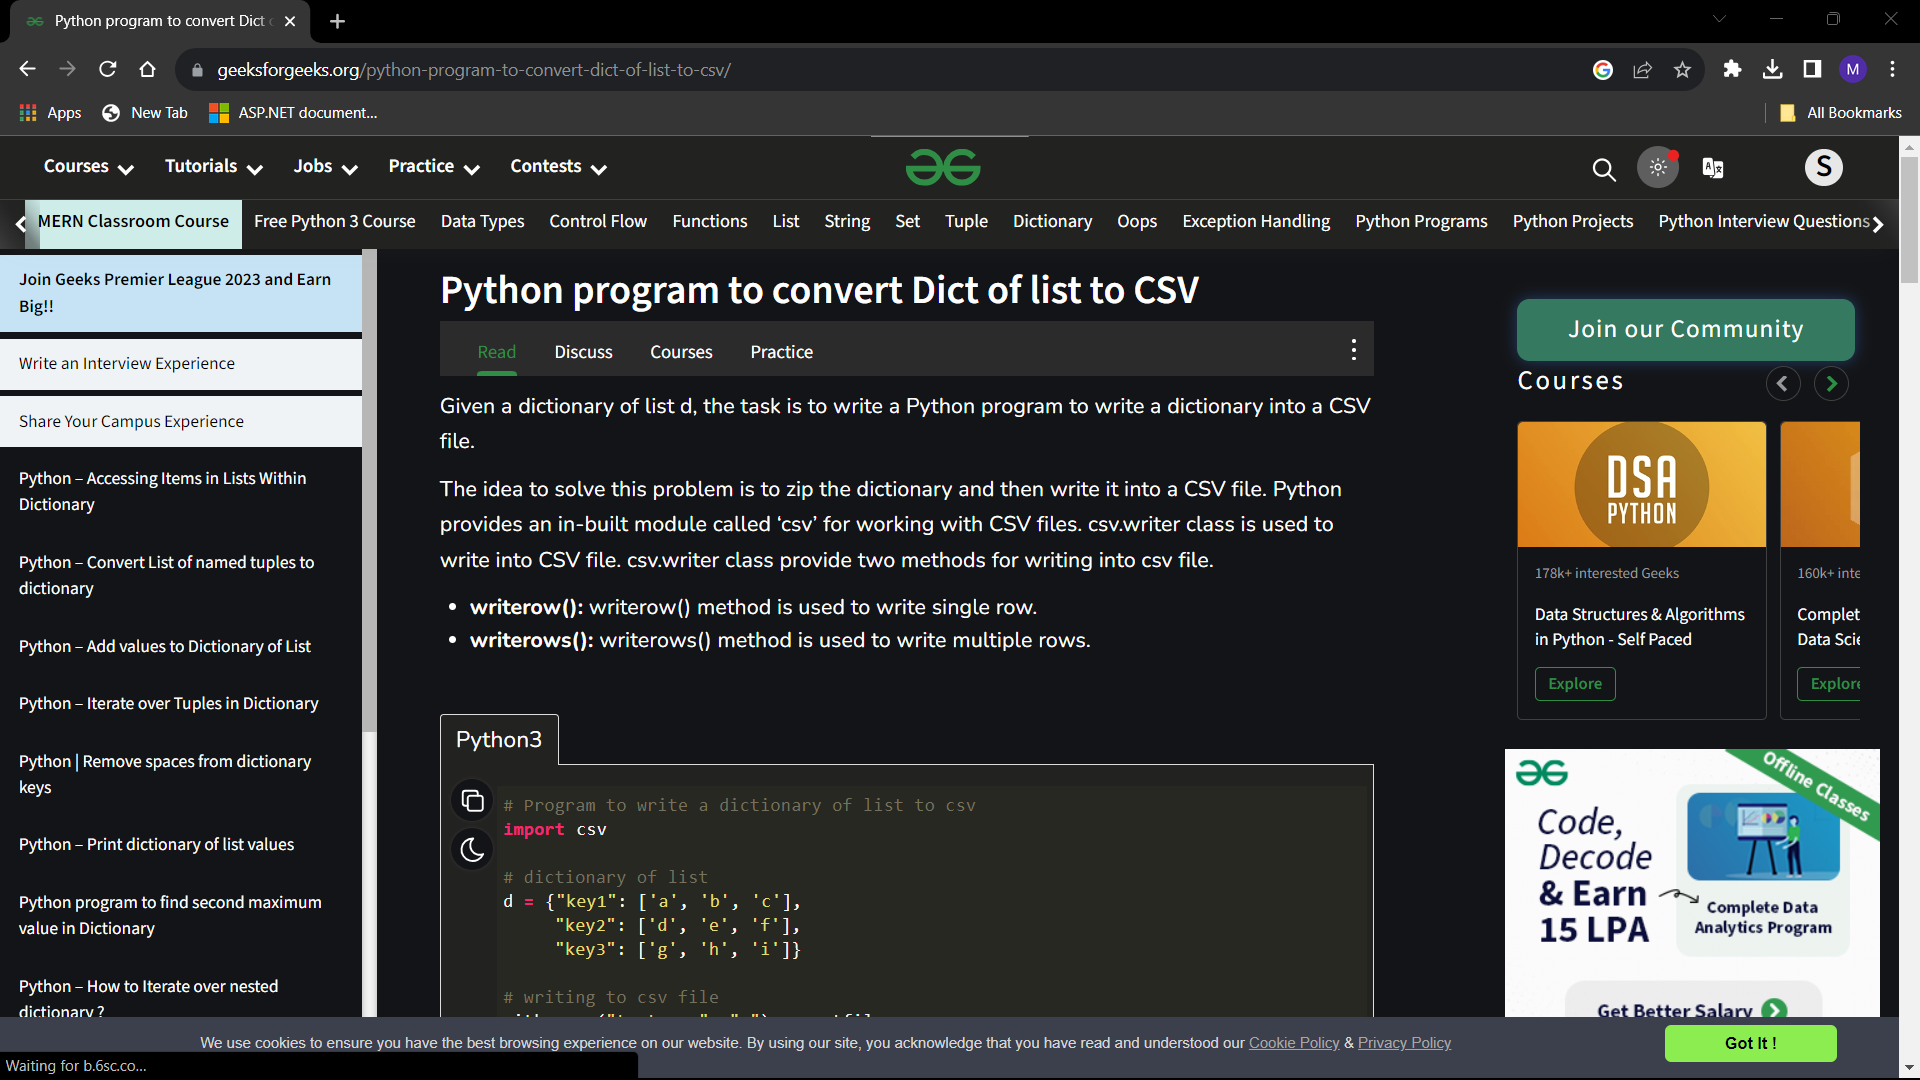 Python program to convert Dict
geeksforgeeks.org/python-program-to-convert-dict-of-list-to-csv/
M
Apps
New Tab
ASP.NET document...
All Bookmarks
Courses
Tutorials
Jobs
Practice
Contests
S
MERN Classroom Course
Free Python 3 Course
Data Types
Control Flow
Functions
List
String
Set
Tuple
Dictionary
Oops
Exception Handling
Python Programs
Python Projects
Python Interview Questions
Join Geeks Premier League 2023 and Earn
Big!!
Write an Interview Experience
Share Your Campus Experience
Python – Accessing Items in Lists Within
Dictionary
Python – Convert List of named tuples to
dictionary
Python – Add values to Dictionary of List
Python – Iterate over Tuples in Dictionary
Python | Remove spaces from dictionary
keys
Python – Print dictionary of list values
Python program to find second maximum
value in Dictionary
Python – How to Iterate over nested
dictionary ?
Python program to convert Dict of list to CSV
Read
Discuss
Courses
Practice
Given a dictionary of list d, the task is to write a Python program to write a dictionary into a CSV
file.
The idea to solve this problem is to zip the dictionary and then write it into a CSV file. Python
provides an in-built module called ‘csv’ for working with CSV files. csv.writer class is used to
write into CSV file. csv.writer class provide two methods for writing into csv file.
• writerow(): writerow() method is used to write single row.
• writerows(): writerows() method is used to write multiple rows.
Python3
# Program to write a dictionary of list to csv
import csv
# dictionary of list
d = {"key1": ['a', 'b', 'c'],
"key2": ['d', 'e', 'f'],
"key3": ['g', 'h', 'i']}
# writing to csv file
Join our Community
Courses
DSA
PYTHON
178k+ interested Geeks
Data Structures & Algorithms
in Python - Self Paced
Explore
160k+ inte
Complet
Data Scie
Explore
Offline Classes
Code,
Decode
& Earn
15 LPA
Complete Data
Analytics Program
Get Better Salary
We use cookies to ensure you have the best browsing experience on our website. By using our site, you acknowledge that you have read and understood our Cookie Policy & Privacy Policy
Got It !
Waiting for b.6sc.co...